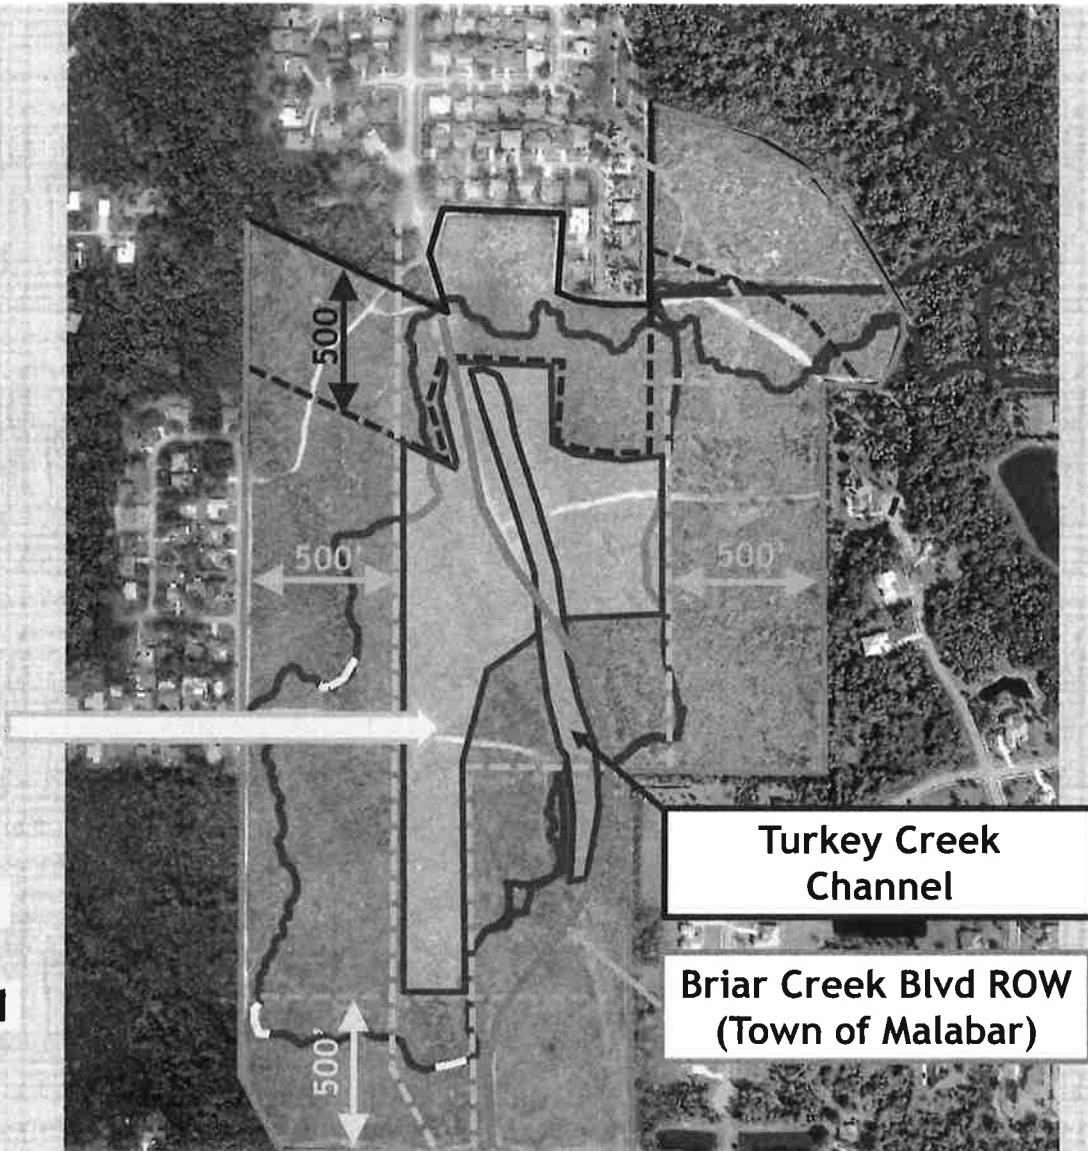 500'
500'
500'
Turkey Creek
Channel
Briar Creek Blvd ROW
(Town of Malabar)
500'